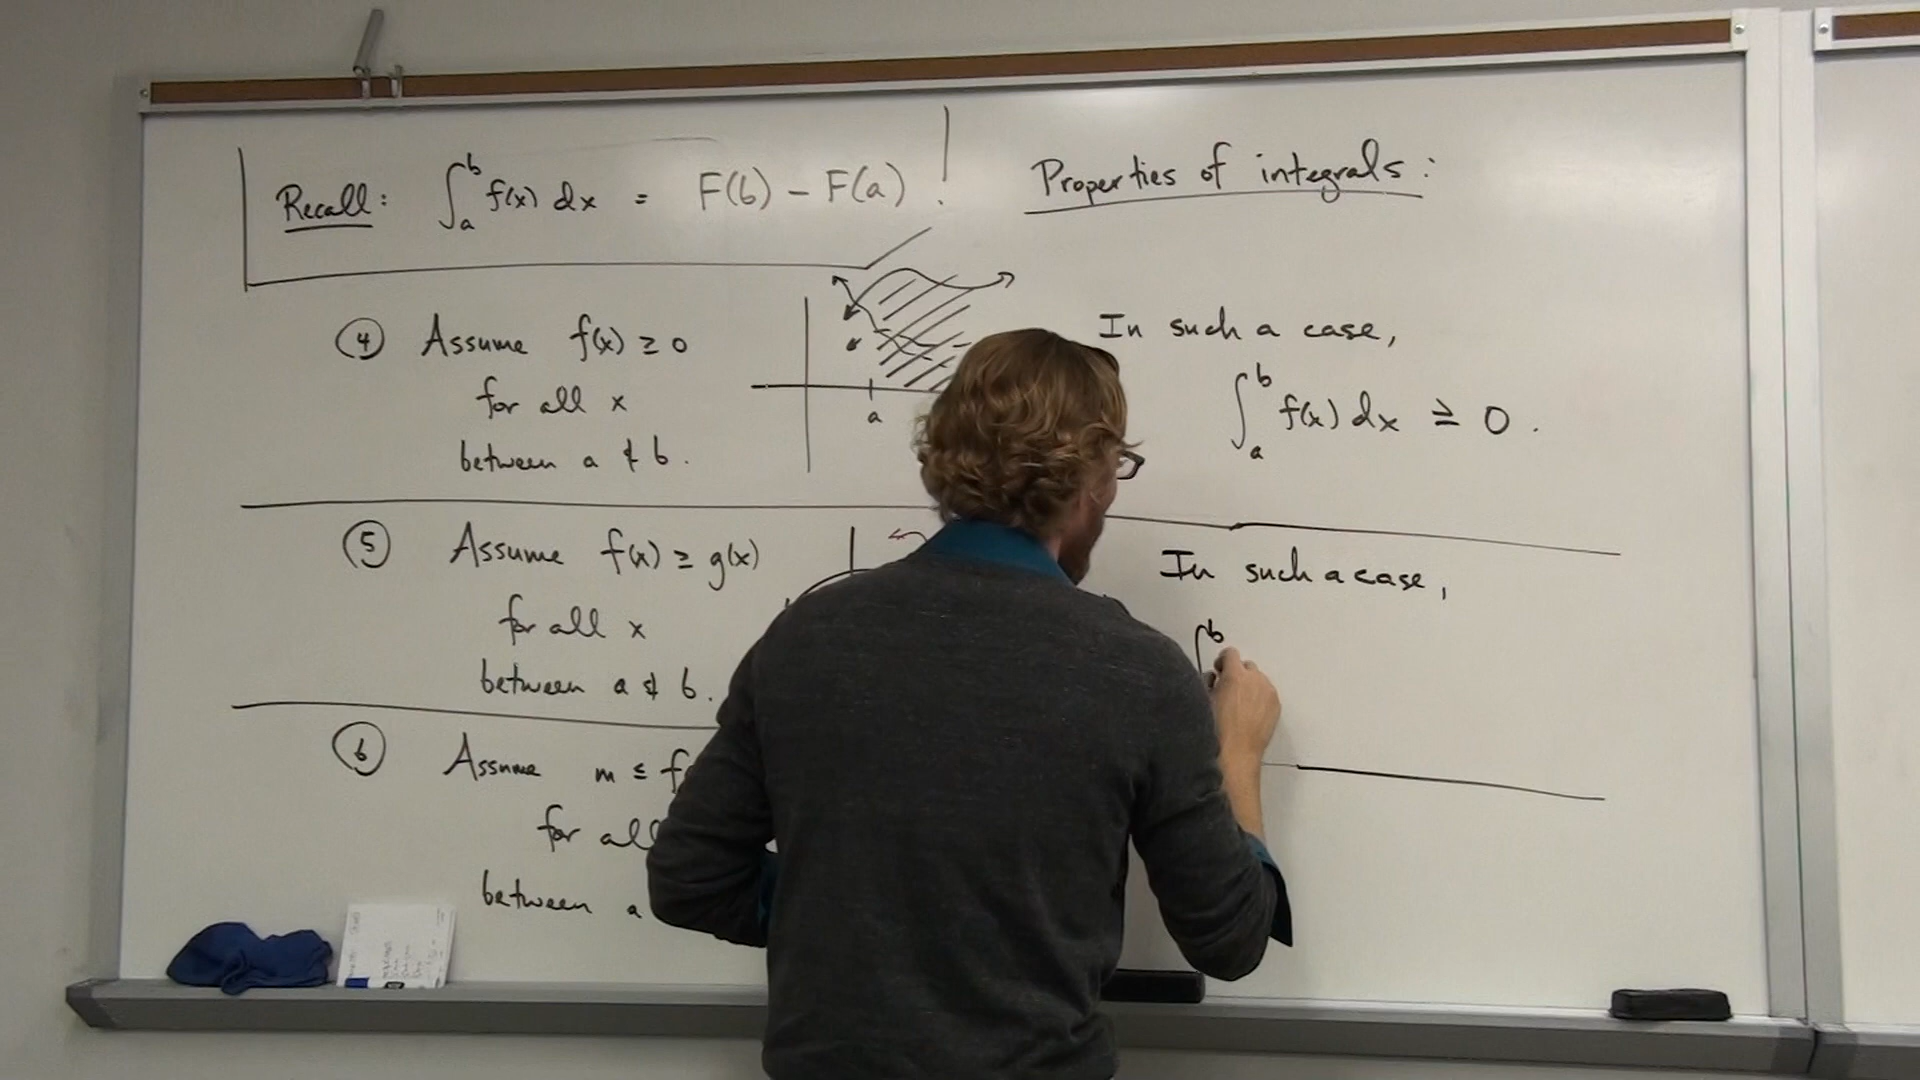 Recall: ∫_a^b f(x) dx = F(b) - F(a) !
Properties of integrals:
④ Assume f(x) ≥ 0
for all x
between a & b.
a
In such a case,
∫_a^b f(x) dx ≥ 0.
⑤ Assume f(x) ≥ g(x)
for all x
between a & b.
In such a case,
∫ b
⑥ Assume m ≤ f
for all
between a